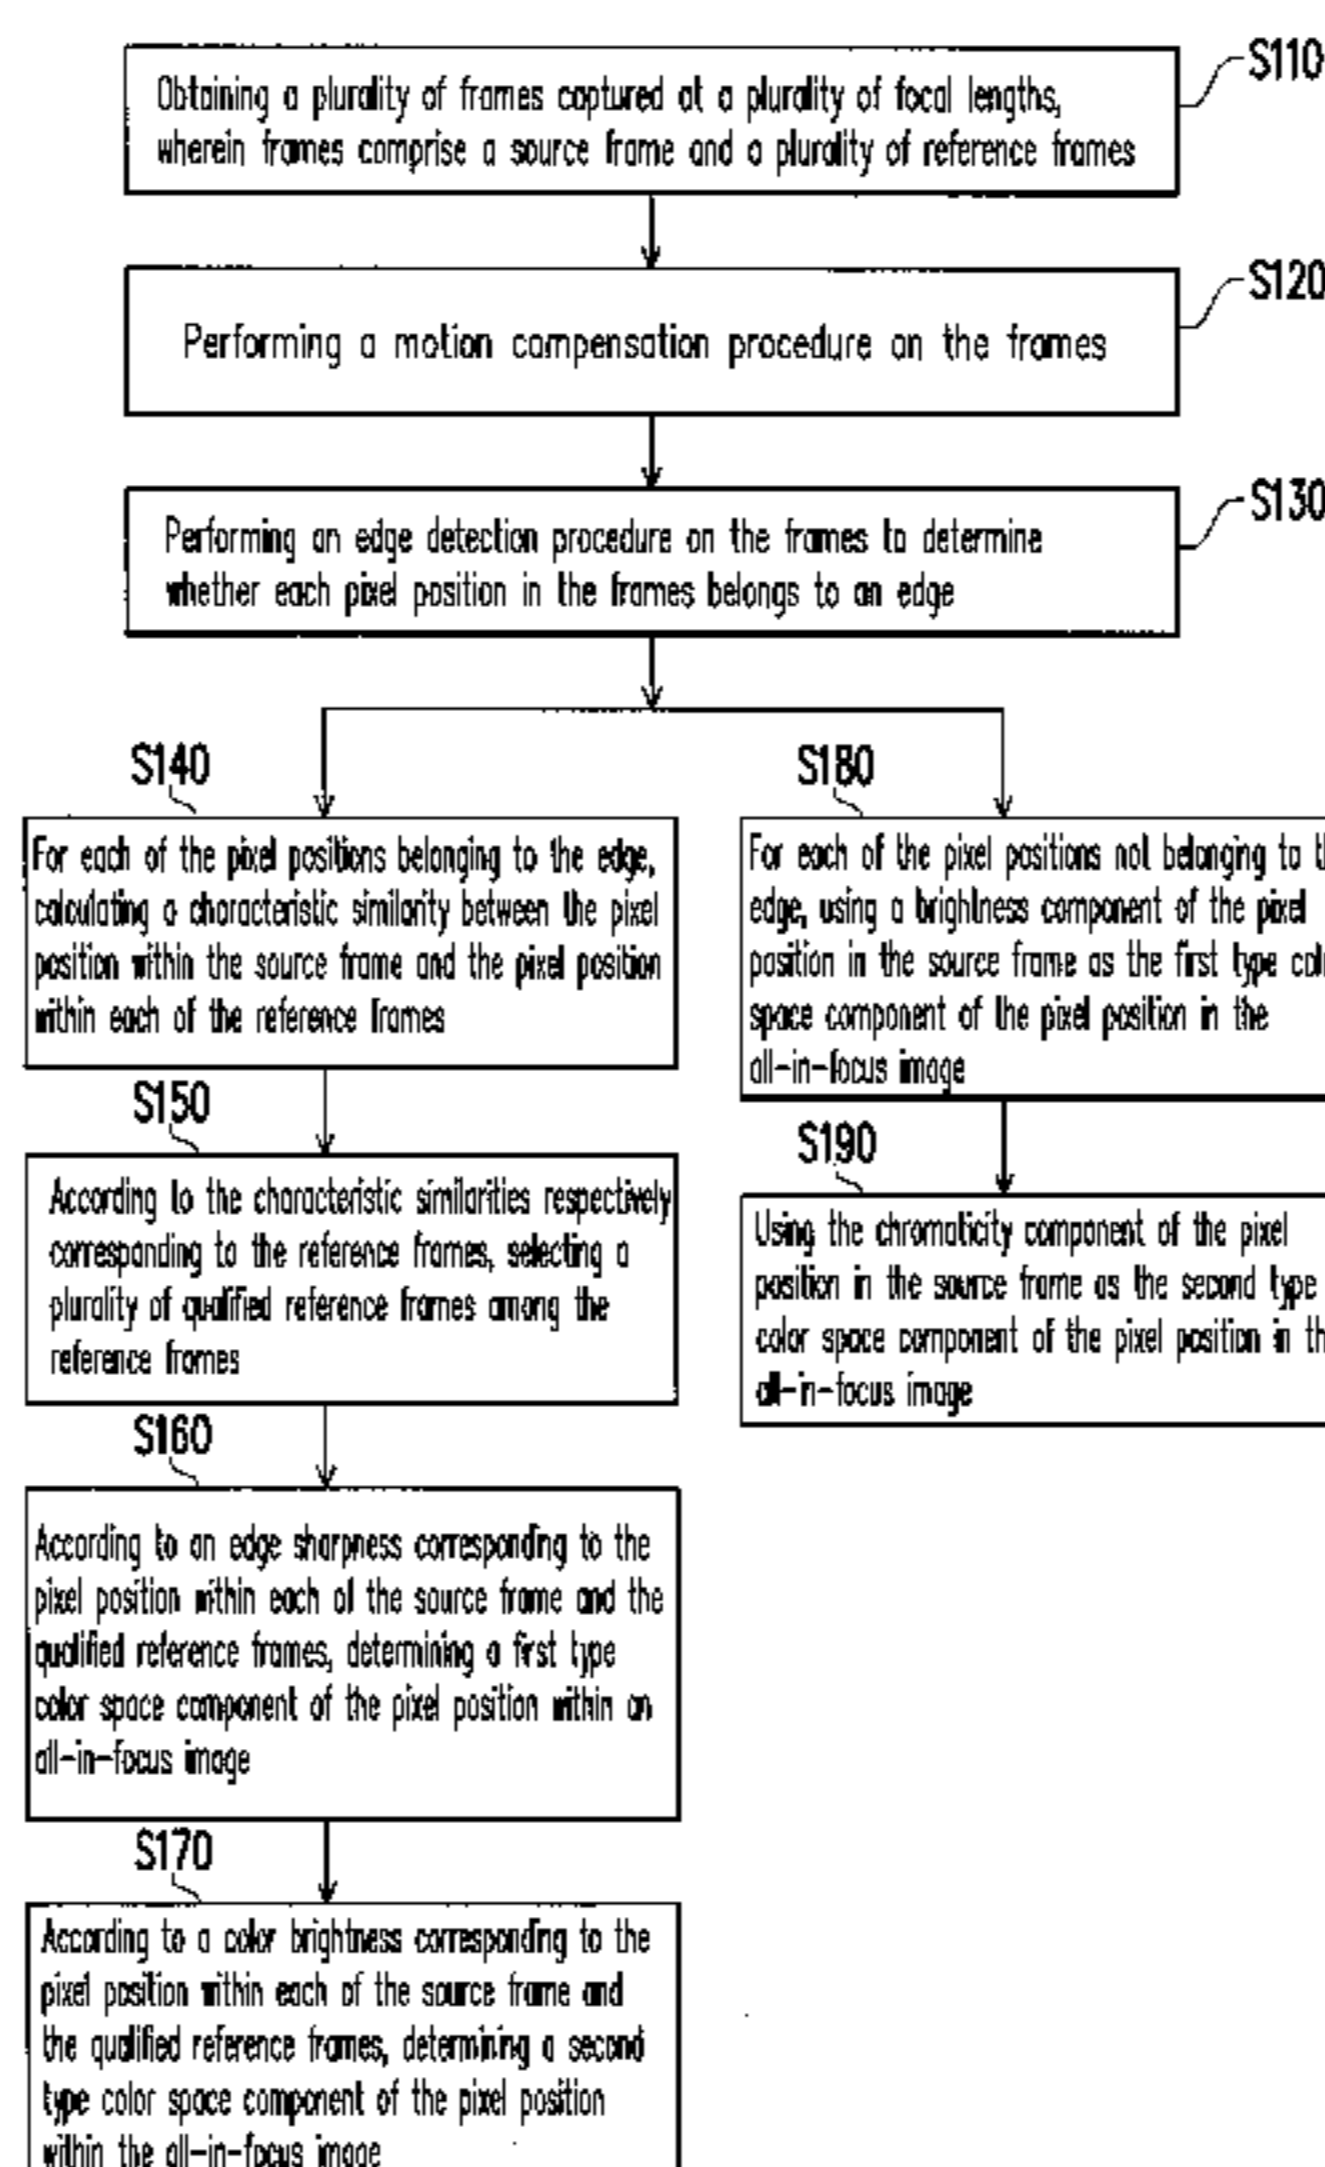 S110
Obtaining a plurality of frames captured at a plurality of focal lengths,
wherein frames comprise a source frame and a plurality of reference frames
S120
Performing a motion compensation procedure on the frames
S130
Performing an edge detection procedure on the frames to determine
whether each pixel position in the frames belongs to an edge
S140
For each of the pixel positions belonging to the edge,
calculating a characteristic similarity between the pixel
position within the source frame and the pixel position
within each of the reference frames
S150
According to the characteristic similarities respectively
corresponding to the reference frames, selecting a
plurality of qualified reference frames among the
reference frames
S160
According to an edge sharpness corresponding to the
pixel position within each of the source frame and the
qualified reference frames, determining a first type
color space component of the pixel position within an
all-in-focus image
S170
According to a color brightness corresponding to the
pixel position within each of the source frame and
the qualified reference frames, determining a second
type color space component of the pixel position
within the all-in-focus image
S180
For each of the pixel positions not belonging to
edge, using a brightness component of the pixel
position in the source frame as the first type
space component of the pixel position in the
all-in-focus image
S190
Using the chromaticity component of the pixel
position in the source frame as the second type
color space component of the pixel position in
all-in-focus image